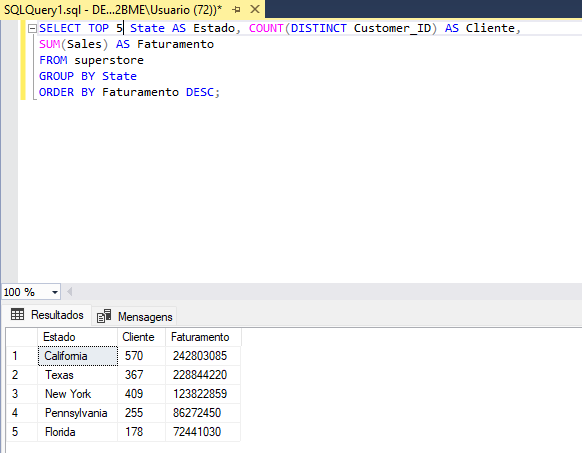 SQLQuery1.sql - DE...2BME\Usuario (72))*
SELECT TOP 5 State AS Estado, COUNT(DISTINCT Customer_ID) AS Cliente,
SUM(Sales) AS Faturamento
FROM superstore
GROUP BY State
ORDER BY Faturamento DESC;
100 %
Resultados Mensagens
Estado Cliente Faturamento
1 California 570 242803085
2 Texas 367 228844220
3 New York 409 123822859
4 Pennsylvania 255 86272450
5 Florida 178 72441030